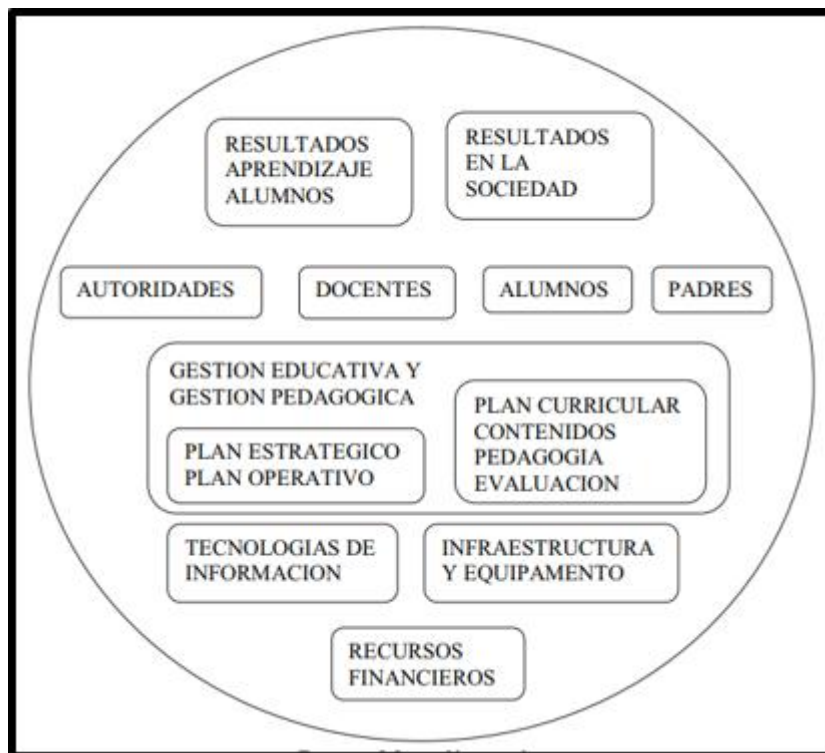 RESULTADOS
APRENDIZAJE
ALUMNOS
RESULTADOS
EN LA
SOCIEDAD
AUTORIDADES
DOCENTES
ALUMNOS
PADRES
GESTION EDUCATIVA Y
GESTION PEDAGOGICA
PLAN ESTRATEGICO
PLAN OPERATIVO
PLAN CURRICULAR
CONTENIDOS
PEDAGOGIA
EVALUACION
TECNOLOGIAS DE
INFORMACION
INFRAESTRUCTURA
Y EQUIPAMENTO
RECURSOS
FINANCIEROS